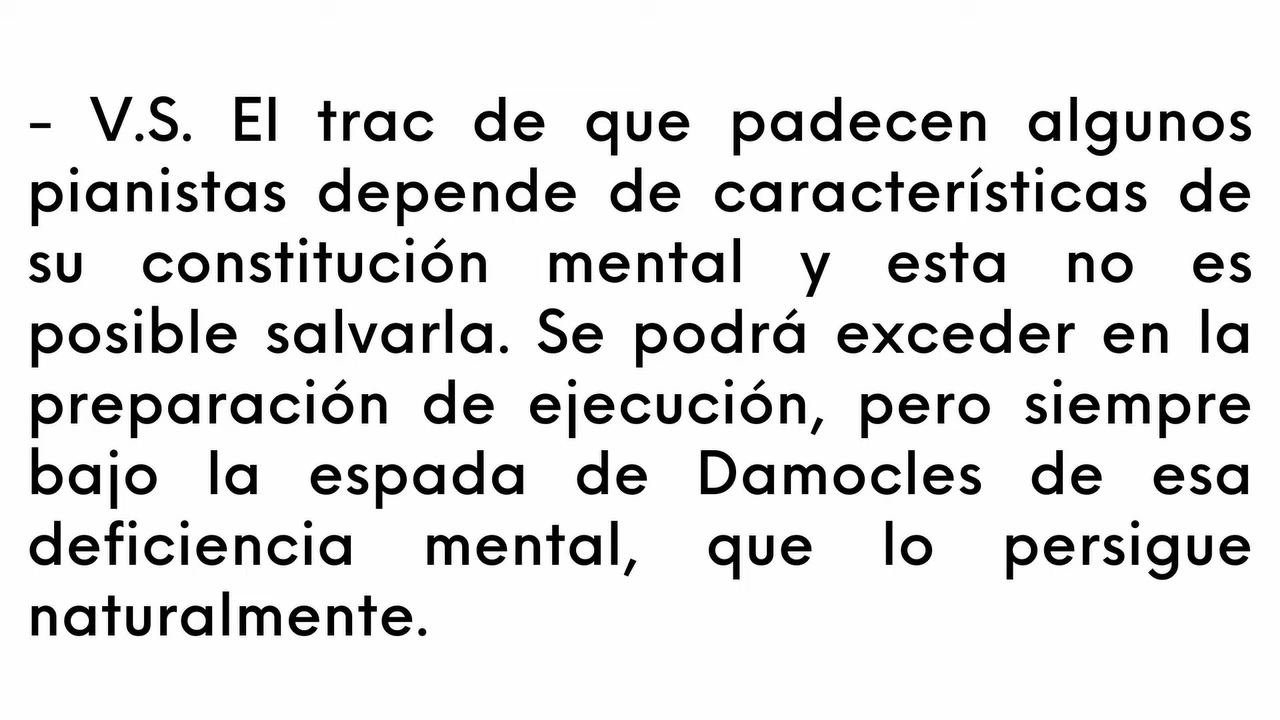 - V.S. El trac de que padecen algunos
pianistas depende de características de
su constitución mental y esta no es
posible salvarla. Se podrá exceder en la
preparación de ejecución, pero siempre
bajo la espada de Damocles de esa
deficiencia mental, que lo persigue
naturalmente.